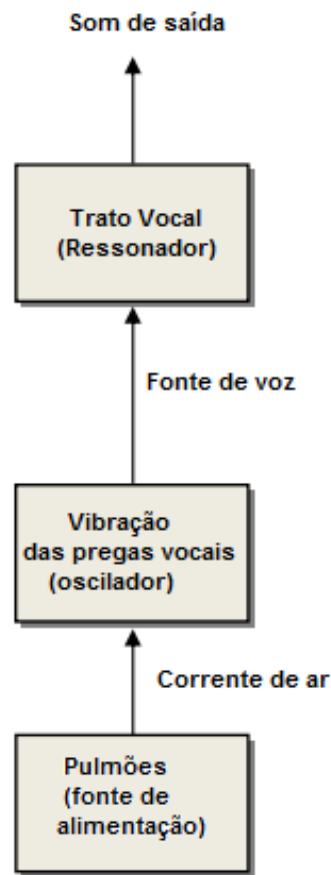 Som de saída
Trato Vocal
(Ressonador)
Fonte de voz
Vibração
das pregas vocais
(oscilador)
Corrente de ar
Pulmões
(fonte de
alimentação)